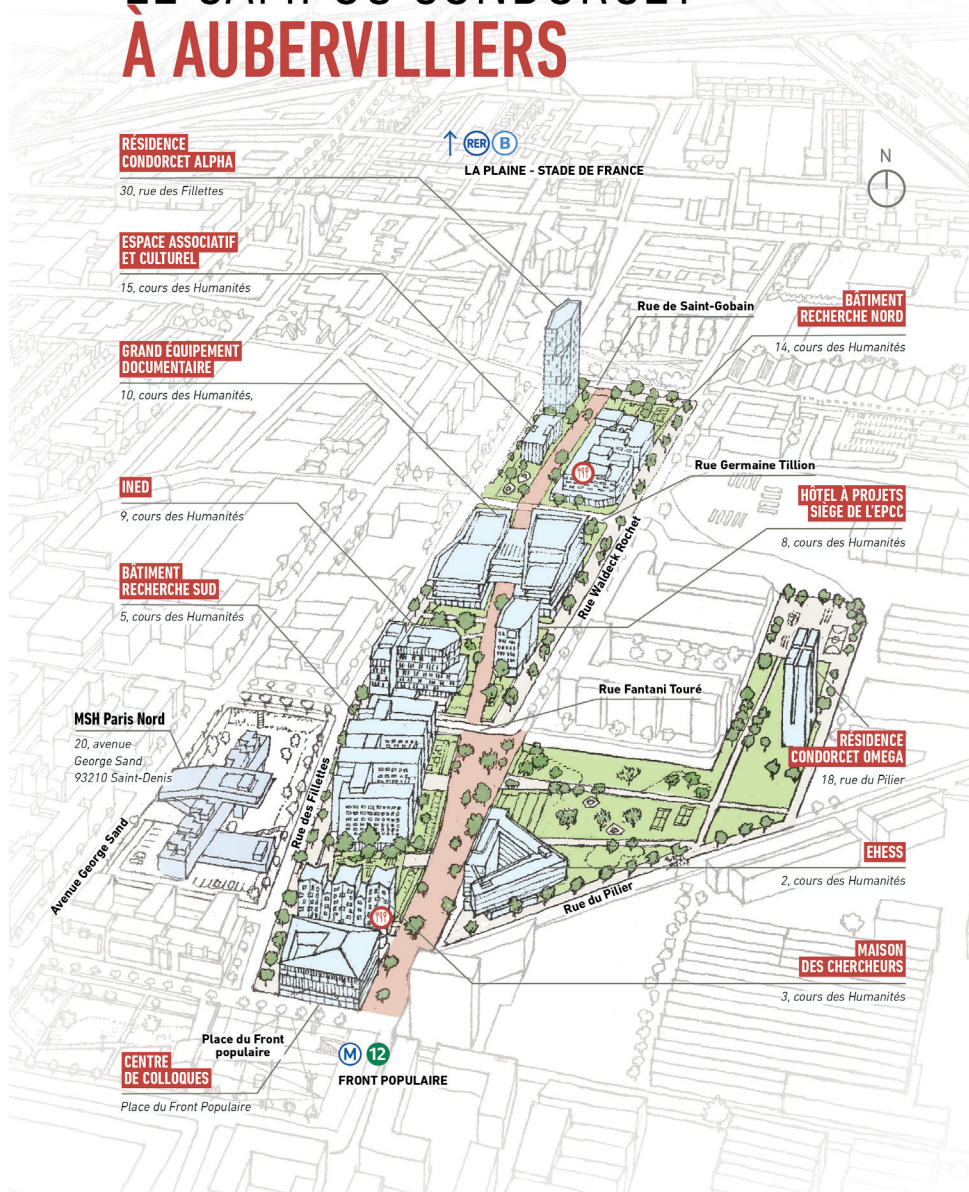 LE CAMPUS CONDORCET
À AUBERVILLIERS
RÉSIDENCE
CONDORCET ALPHA
30, rue des Fillettes
RER B
LA PLAINE - STADE DE FRANCE
N
ESPACE ASSOCIATIF
ET CULTUREL
15, cours des Humanités
Rue de Saint-Gobain
BÂTIMENT
RECHERCHE NORD
14, cours des Humanités
GRAND ÉQUIPEMENT
DOCUMENTAIRE
10, cours des Humanités,
Rue Germaine Tillion
INED
9, cours des Humanités
HÔTEL À PROJETS
SIÈGE DE L'EPCC
8, cours des Humanités
Rue Waldeck Rochet
BÂTIMENT
RECHERCHE SUD
5, cours des Humanités
Rue Fantani Touré
MSH Paris Nord
20, avenue
George Sand
93210 Saint-Denis
RÉSIDENCE
CONDORCET OMEGA
18, rue du Pilier
Rue des Fillettes
Avenue George Sand
EHESS
2, cours des Humanités
Rue du Pilier
MAISON
DES CHERCHEURS
3, cours des Humanités
Place du Front
populaire
M 12
FRONT POPULAIRE
CENTRE
DE COLLOQUES
Place du Front Populaire